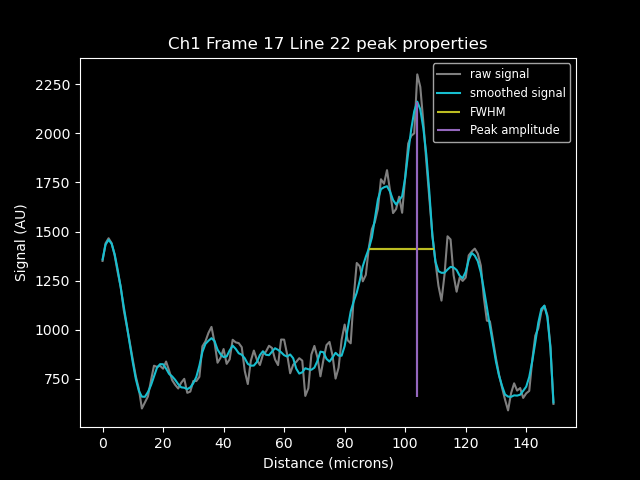 Ch1 Frame 17 Line 22 peak properties
raw signal
smoothed signal
FWHM
Peak amplitude
Signal (AU)
2250
2000
1750
1500
1250
1000
750
0 20 40 60 80 100 120 140
Distance (microns)